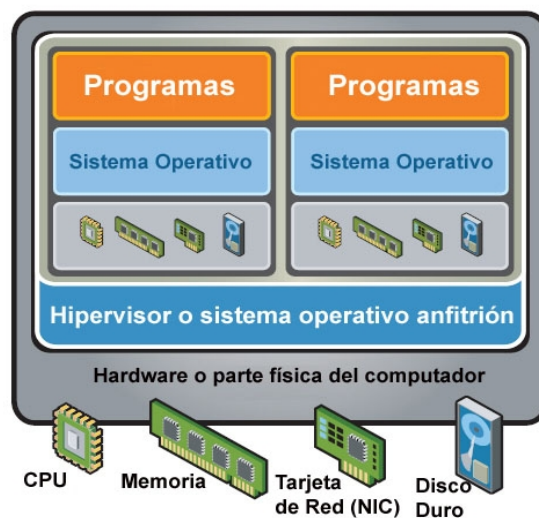 Programas
Programas
Sistema Operativo
Sistema Operativo
Hipervisor o sistema operativo anfitrión
Hardware o parte física del computador
CPU
Memoria
Tarjeta
de Red (NIC)
Disco
Duro